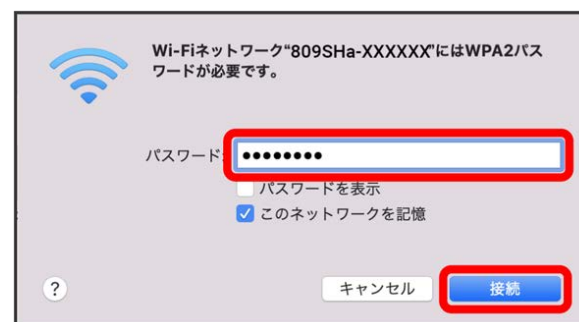 Wi-Fiネットワーク“809SHa-XXXXXX”にはWPA2パス
ワードが必要です。
パスワード: ••••••••
パスワードを表示
このネットワークを記憶
? キャンセル 接続